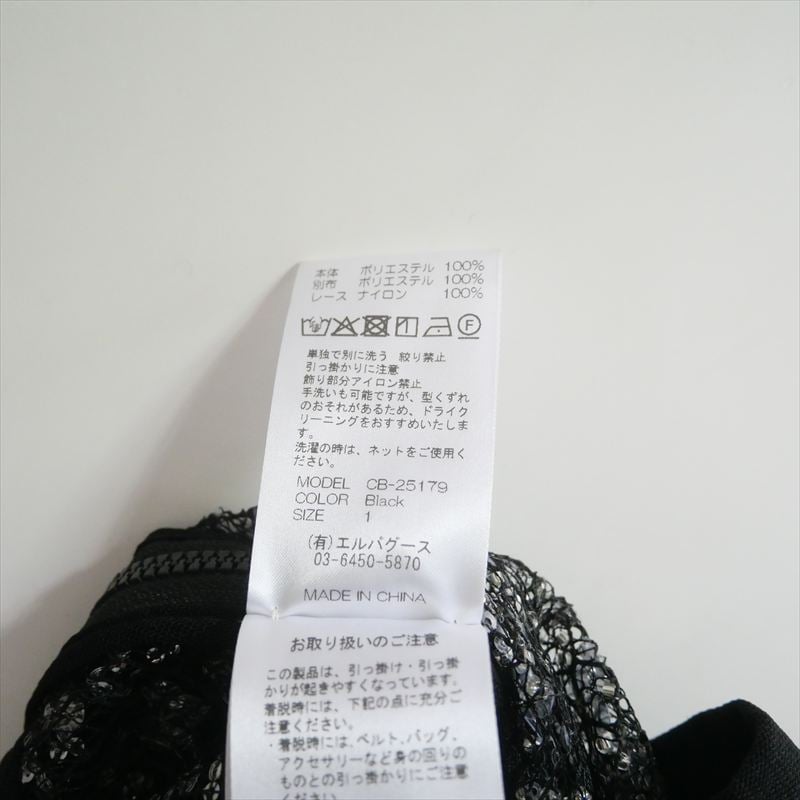 本体 ポリエステル 100%
別布 ポリエステル 100%
レース ナイロン 100%
F
単独で別に洗う 絞り禁止
引っ掛かりに注意
飾り部分アイロン禁止
手洗いも可能ですが、型くずれ
のおそれがあるため、ドライク
リーニングをおすすめいたしま
す。
洗濯の時は、ネットをご使用く
ださい。
MODEL CB-25179
COLOR Black
SIZE 1
(有)エルバグース
03-6450-5870
MADE IN CHINA
お取り扱いのご注意
この製品は、引っ掛け・引っ掛
かりが起きやすくなっています。
着脱時には、下記の点に充分ご
注意ください。
・着脱時には、ベルト、バッグ、
アクセサリーなど身の回りの
ものとの引っ掛かりにご注意
ください。